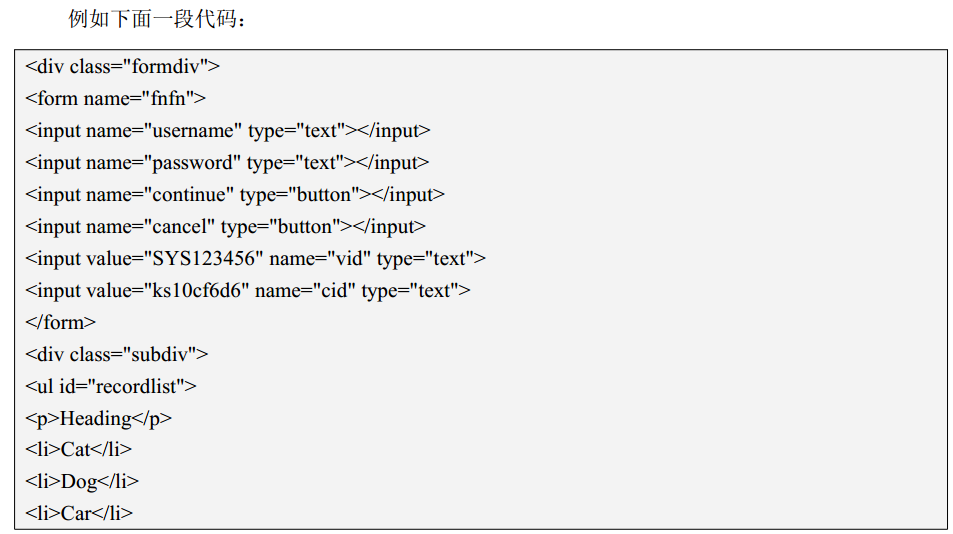 例如下面一段代码：
<div class="formdiv">
<form name="fnfn">
<input name="username" type="text"></input>
<input name="password" type="text"></input>
<input name="continue" type="button"></input>
<input name="cancel" type="button"></input>
<input value="SYS123456" name="vid" type="text">
<input value="ks10cf6d6" name="cid" type="text">
</form>
<div class="subdiv">
<ul id="recordlist">
<p>Heading</p>
<li>Cat</li>
<li>Dog</li>
<li>Car</li>